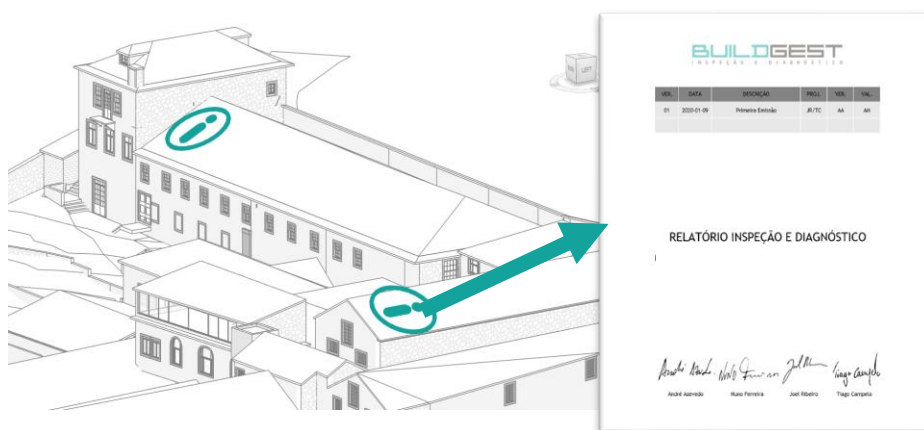 BUILDGEST
INSPEÇÃO E DIAGNÓSTICO
VER. DATA DESCRIÇÃO PROJ. VER. VAL.
01 2020-01-09 Primeira Emissão JR/TC AA
RELATÓRIO INSPEÇÃO E DIAGNÓSTICO
André Azevedo Nuno Ferreira Joel Ribeiro Tiago Campelo